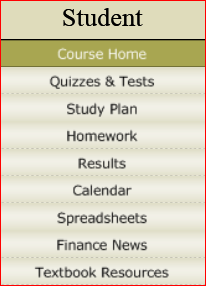 Student
Course Home
Quizzes & Tests
Study Plan
Homework
Results
Calendar
Spreadsheets
Finance News
Textbook Resources